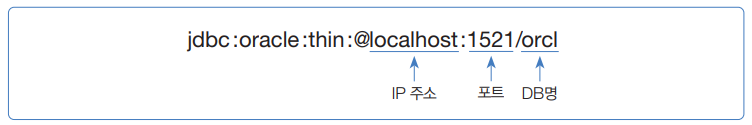 jdbc:oracle:thin:@localhost:1521/orcl
IP 주소 포트 DB명